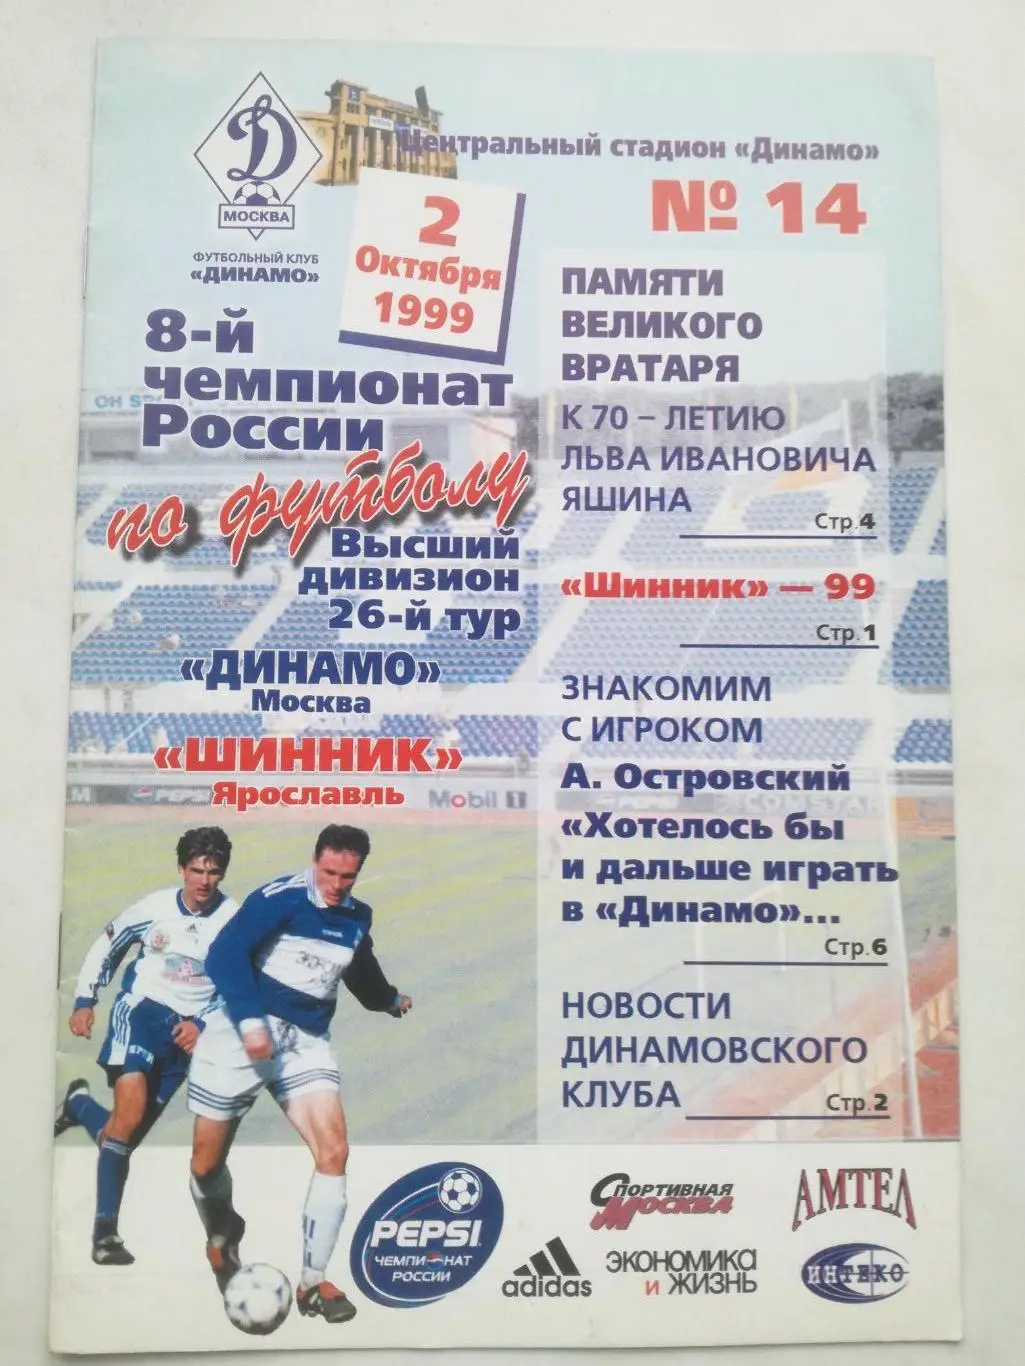 Центральный стадион «Динамо»
№ 14
Д
МОСКВА
ФУТБОЛЬНЫЙ КЛУБ
«ДИНАМО»
2
Октября
1999
8-й
чемпионат
России
по футболу
Высший
дивизион
26-й тур
«ДИНАМО»
Москва
«ШИННИК»
Ярославль
ПАМЯТИ
ВЕЛИКОГО
ВРАТАРЯ
К 70 – ЛЕТИЮ
ЛЬВА ИВАНОВИЧА
ЯШИНА
Стр.4
«Шинник» — 99
Стр.1
ЗНАКОМИМ
С ИГРОКОМ
А. Островский
«Хотелось бы
и дальше играть
в «Динамо»...
Стр.6
НОВОСТИ
ДИНАМОВСКОГО
КЛУБА
Стр.2
PEPSI
Mobil 1
PEPSI
COMSTAR
PEPSI
ЧЕМПИОНАТ
РОССИИ
adidas
СПОРТИВНАЯ
МОСКВА
ЭКОНОМИКА
И ЖИЗНЬ
АМТЕЛ
ИНТЕКО